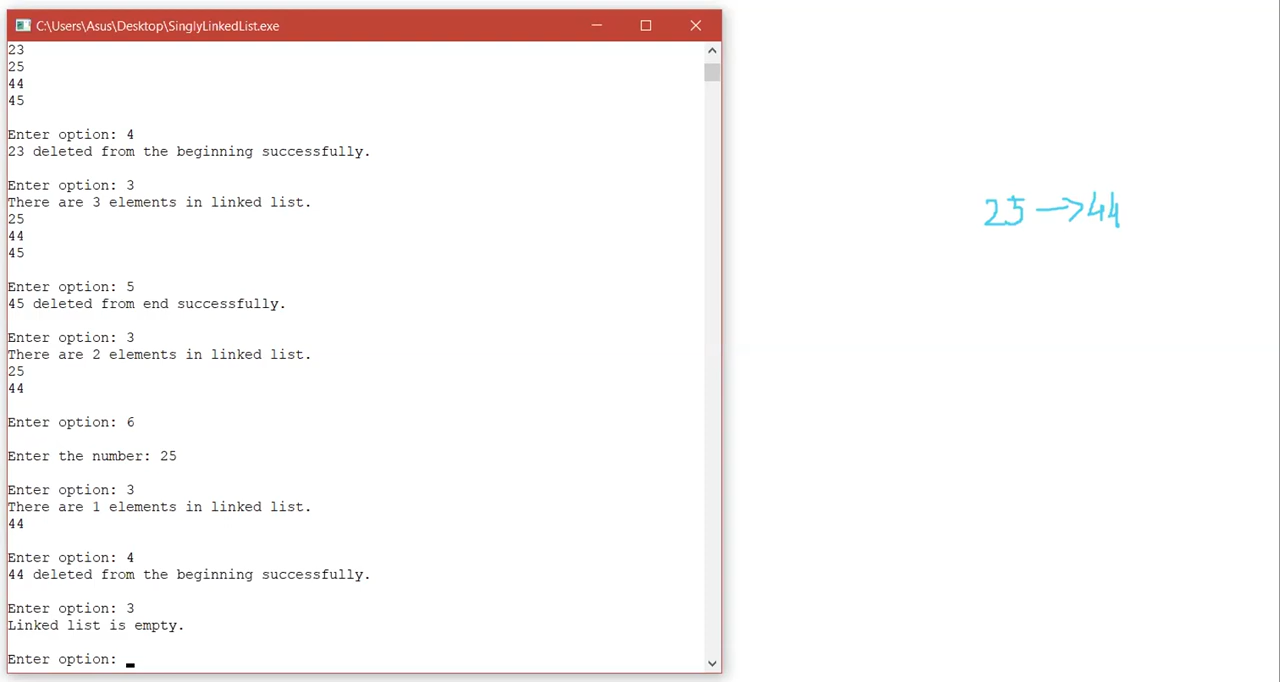 C:\Users\Asus\Desktop\SinglyLinkedList.exe
23
25
44
45
Enter option: 4
23 deleted from the beginning successfully.
Enter option: 3
There are 3 elements in linked list.
25
44
45
Enter option: 5
45 deleted from end successfully.
Enter option: 3
There are 2 elements in linked list.
25
44
Enter option: 6
Enter the number: 25
Enter option: 3
There are 1 elements in linked list.
44
Enter option: 4
44 deleted from the beginning successfully.
Enter option: 3
Linked list is empty.
Enter option:
25 → 44